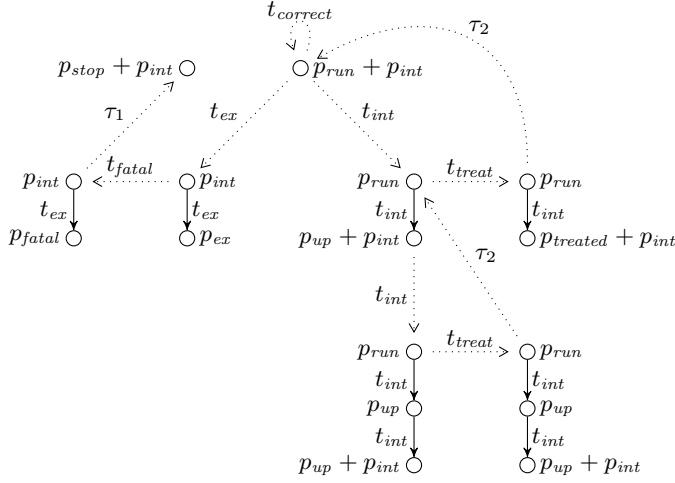 t_correct
τ_2
p_stop + p_int
p_run + p_int
τ_1
t_ex
t_int
p_int
t_fatal
p_int
p_run
t_treat
p_run
t_ex
t_ex
t_int
t_int
p_fatal
p_ex
p_up + p_int
p_treated + p_int
τ_2
t_int
p_run
t_treat
p_run
t_int
t_int
p_up
p_up
t_int
t_int
p_up + p_int
p_up + p_int